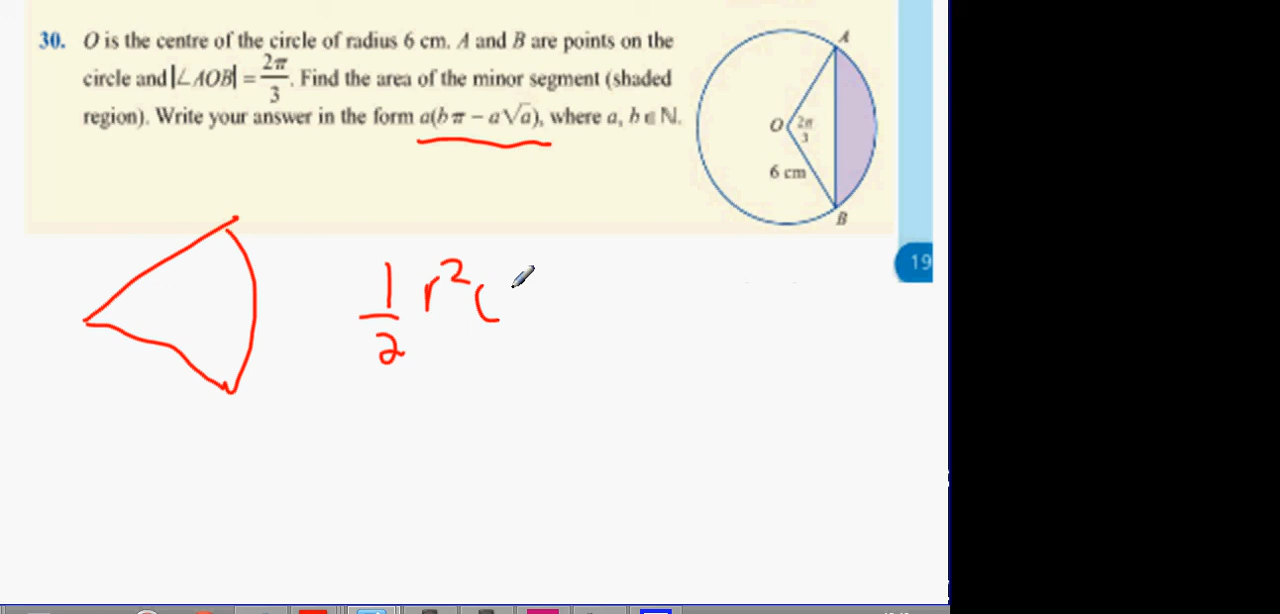 30. O is the centre of the circle of radius 6 cm. A and B are points on the
circle and |∠AOB| = 2π/3. Find the area of the minor segment (shaded
region). Write your answer in the form a(bπ − a√a), where a, b ∈ ℕ.
A
O 2π/3
6 cm
B
19
1/2 r²(